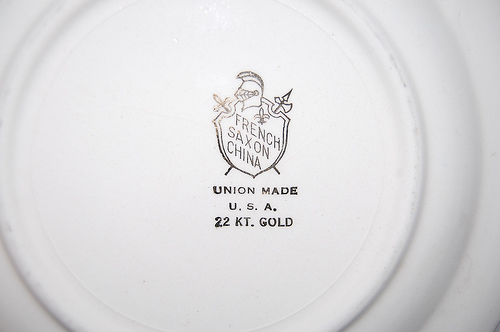 FRENCH
SAXON
CHINA
UNION MADE
U. S. A.
22 KT. GOLD